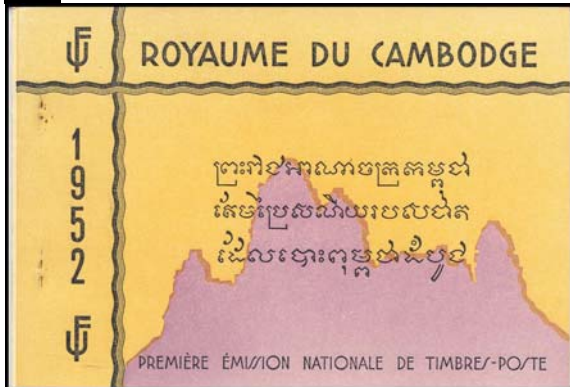 UF
ROYAUME DU CAMBODGE
1952
ព្រះរាជអាណាចក្រកម្ពុជា
តែមប្រៃសណីយរបស់ជាត
ដែលបោះពុម្ពជាដំបូង
UF
PREMIÈRE ÉMISSION NATIONALE DE TIMBRES-POSTE